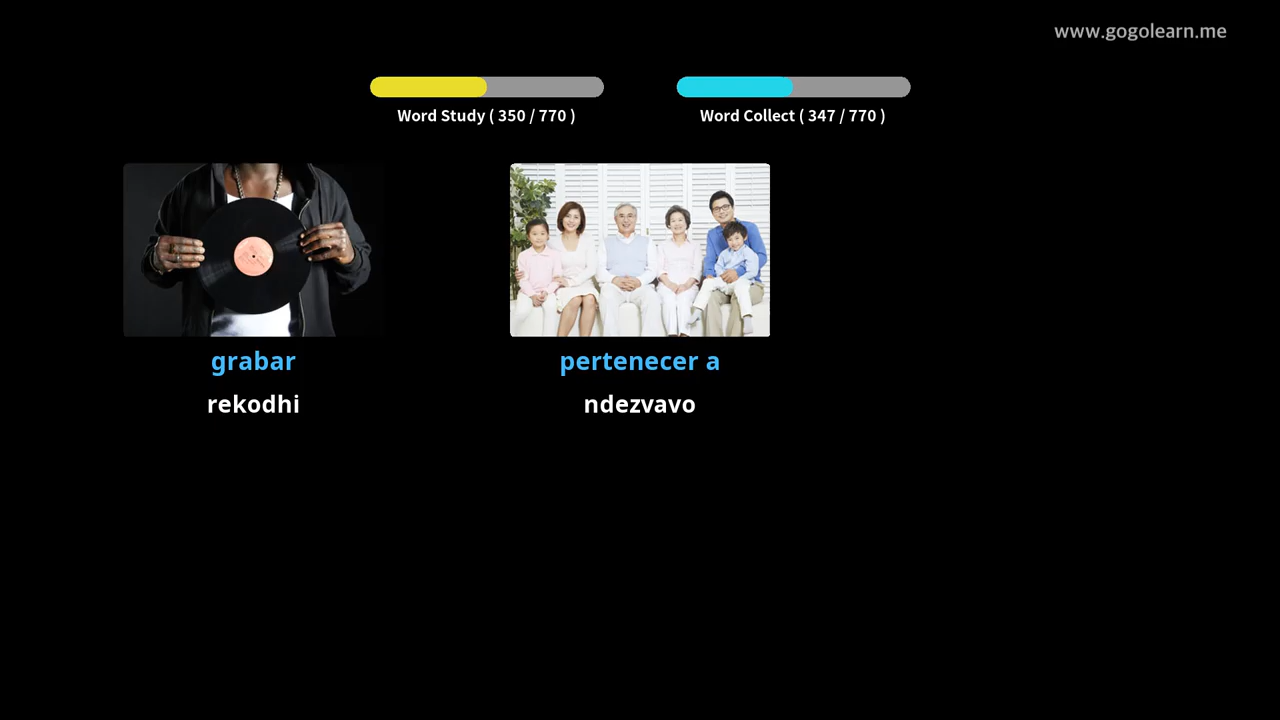 www.gogolearn.me
Word Study ( 350 / 770 )
Word Collect ( 347 / 770 )
grabar
rekodhi
pertenecer a
ndezvavo